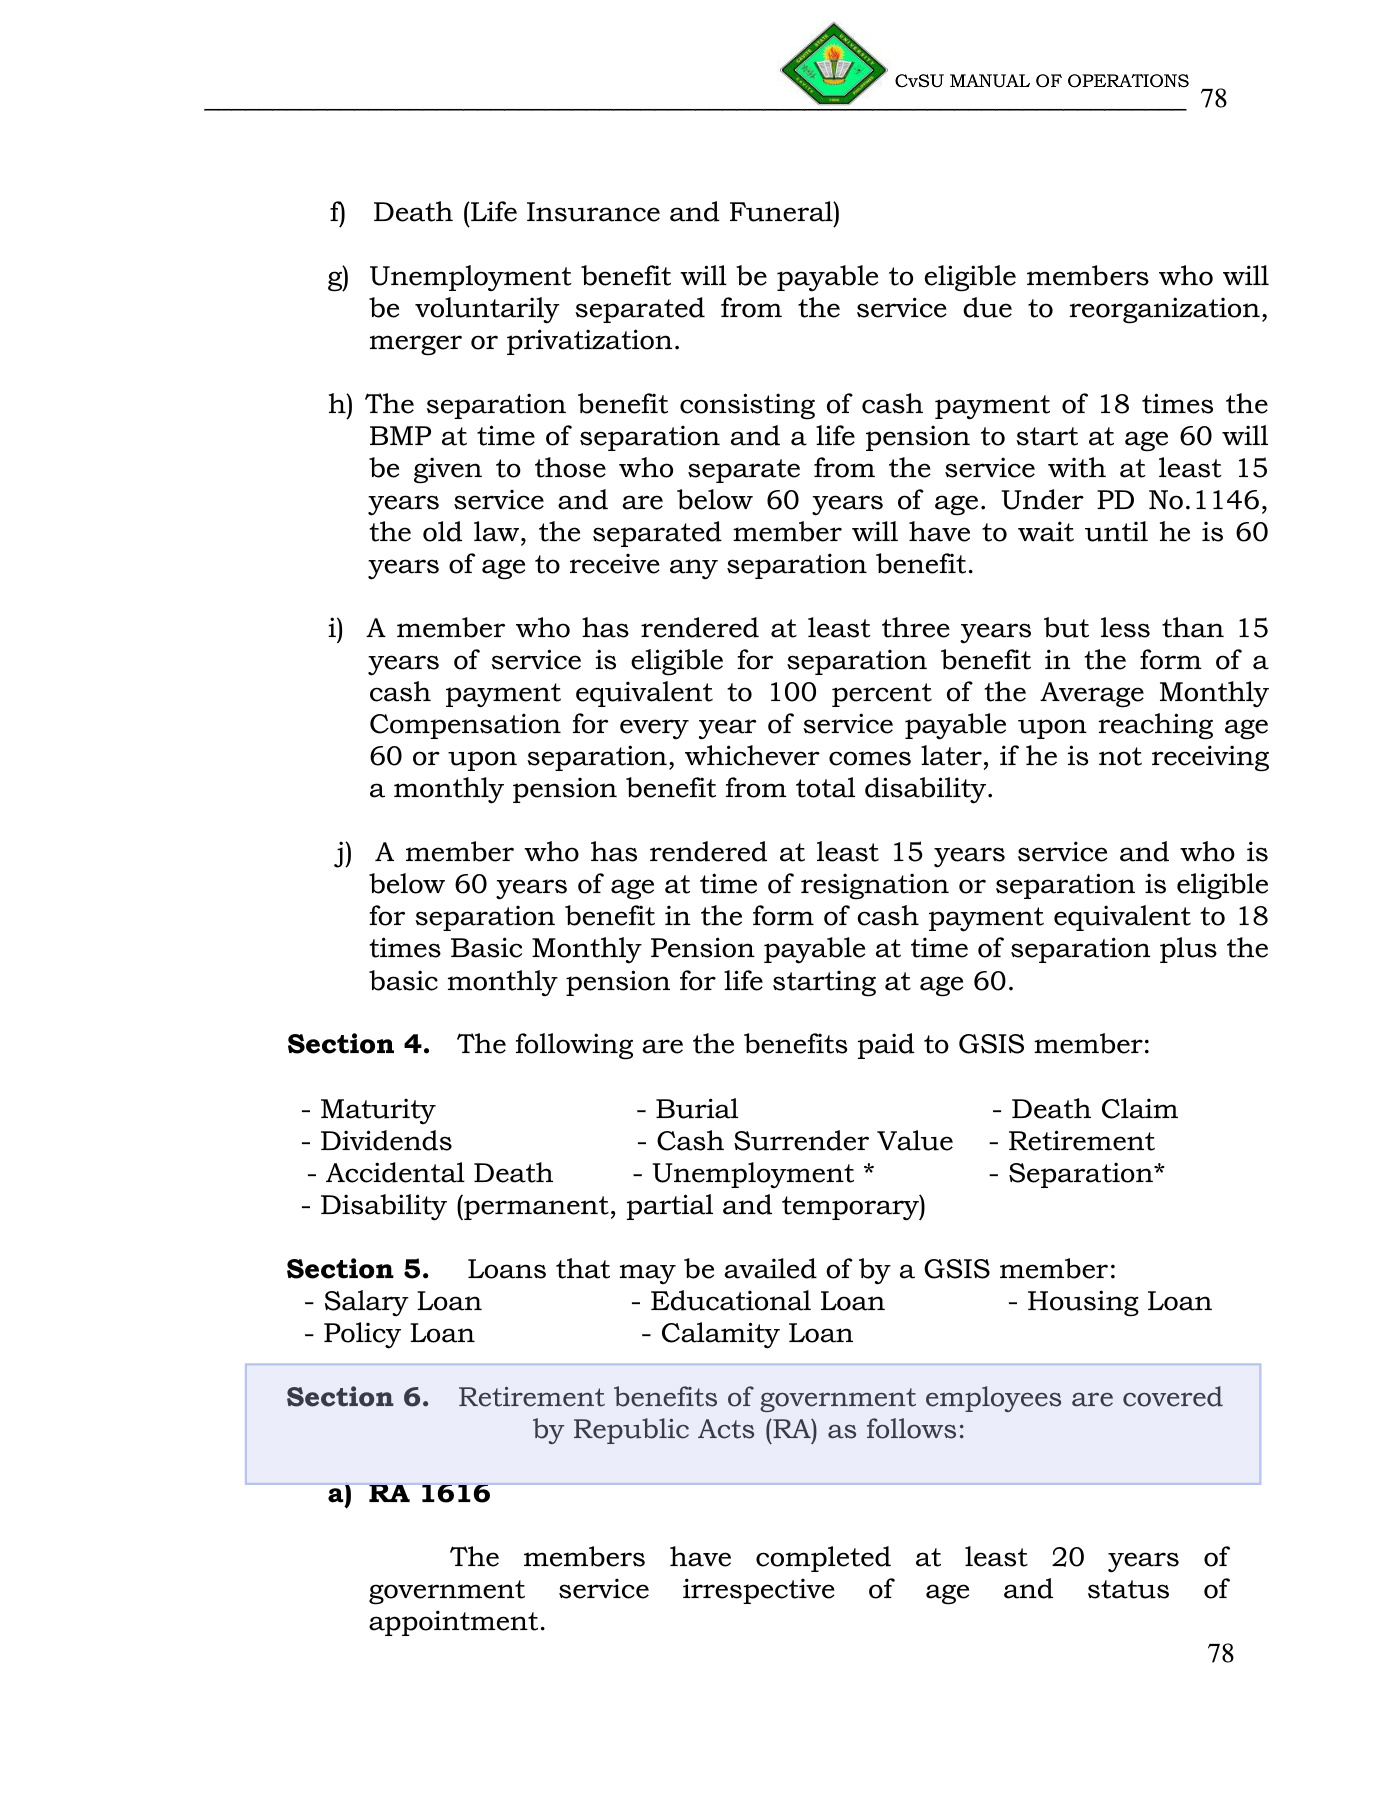 CvSU MANUAL OF OPERATIONS 78
f) Death (Life Insurance and Funeral)
g) Unemployment benefit will be payable to eligible members who will
be voluntarily separated from the service due to reorganization,
merger or privatization.
h) The separation benefit consisting of cash payment of 18 times the
BMP at time of separation and a life pension to start at age 60 will
be given to those who separate from the service with at least 15
years service and are below 60 years of age. Under PD No.1146,
the old law, the separated member will have to wait until he is 60
years of age to receive any separation benefit.
i) A member who has rendered at least three years but less than 15
years of service is eligible for separation benefit in the form of a
cash payment equivalent to 100 percent of the Average Monthly
Compensation for every year of service payable upon reaching age
60 or upon separation, whichever comes later, if he is not receiving
a monthly pension benefit from total disability.
j) A member who has rendered at least 15 years service and who is
below 60 years of age at time of resignation or separation is eligible
for separation benefit in the form of cash payment equivalent to 18
times Basic Monthly Pension payable at time of separation plus the
basic monthly pension for life starting at age 60.
Section 4. The following are the benefits paid to GSIS member:
- Maturity - Burial - Death Claim
- Dividends - Cash Surrender Value - Retirement
- Accidental Death - Unemployment * - Separation*
- Disability (permanent, partial and temporary)
Section 5. Loans that may be availed of by a GSIS member:
- Salary Loan - Educational Loan - Housing Loan
- Policy Loan - Calamity Loan
Section 6. Retirement benefits of government employees are covered
by Republic Acts (RA) as follows:
a) RA 1616
The members have completed at least 20 years of
government service irrespective of age and status of
appointment.
78